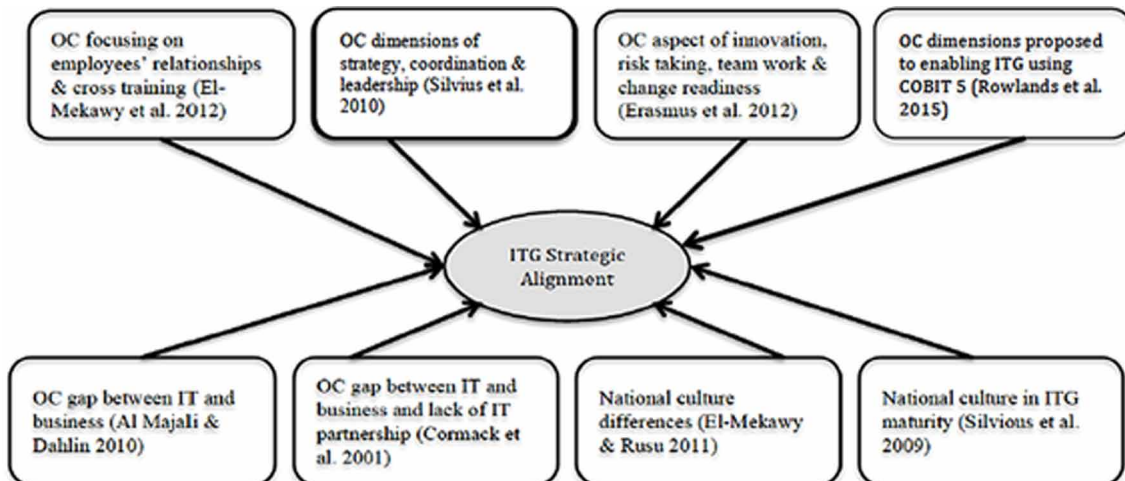 OC focusing on
employees' relationships
& cross training (El-
Mekawy et al. 2012)
OC dimensions of
strategy, coordination &
leadership (Silvius et al.
2010)
OC aspect of innovation,
risk taking, team work &
change readiness
(Erasmus et al. 2012)
OC dimensions proposed
to enabling ITG using
COBIT 5 (Rowlands et al.
2015)
ITG Strategic
Alignment
OC gap between IT and
business (Al Majali &
Dahlin 2010)
OC gap between IT and
business and lack of IT
partnership (Cormack et
al. 2001)
National culture
differences (El-Mekawy
& Rusu 2011)
National culture in ITG
maturity (Silvious et al.
2009)